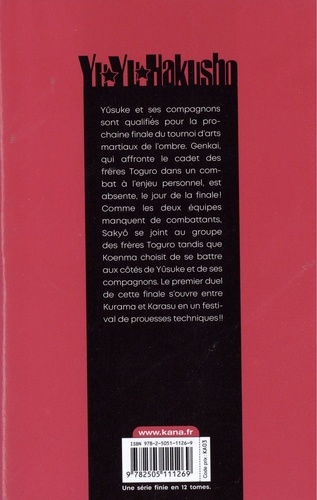 Yu★Yu★Hakusho
Yûsuke et ses compagnons
sont qualifiés pour la pro-
chaine finale du tournoi d'arts
martiaux de l'ombre. Genkai,
qui affronte le cadet des
frères Toguro dans un com-
bat à l'enjeu personnel, est
absente, le jour de la finale!
Comme les deux équipes
manquent de combattants,
Sakyô se joint au groupe
des frères Toguro tandis que
Koenma choisit de se battre
aux côtés de Yûsuke et de ses
compagnons. Le premier duel
de cette finale s'ouvre entre
Kurama et Karasu en un festi-
val de prouesses techniques!!
www.kana.fr
ISBN 978-2-5051-1126-9
9 782505 111269
Code prix : KA03
Une série finie en 12 tomes.